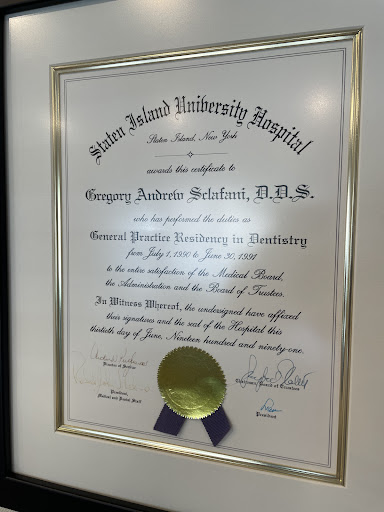 Staten Island University Hospital
Staten Island, New York
awards this certificate to
Gregory Andrew Sclafani, D.D.S.
who has performed the duties as
General Practice Residency in Dentistry
from July 1, 1990 to June 30, 1991
to the entire satisfaction of the Medical Board,
the Administration and the Board of Trustees.
In Witness Whereof, the undersigned have affixed
their signatures and the seal of the Hospital this
thirtieth day of June, Nineteen hundred and ninety-one.
Director of Service
Chairman, Board of Trustees
President,
Medical and Dental Staff
President